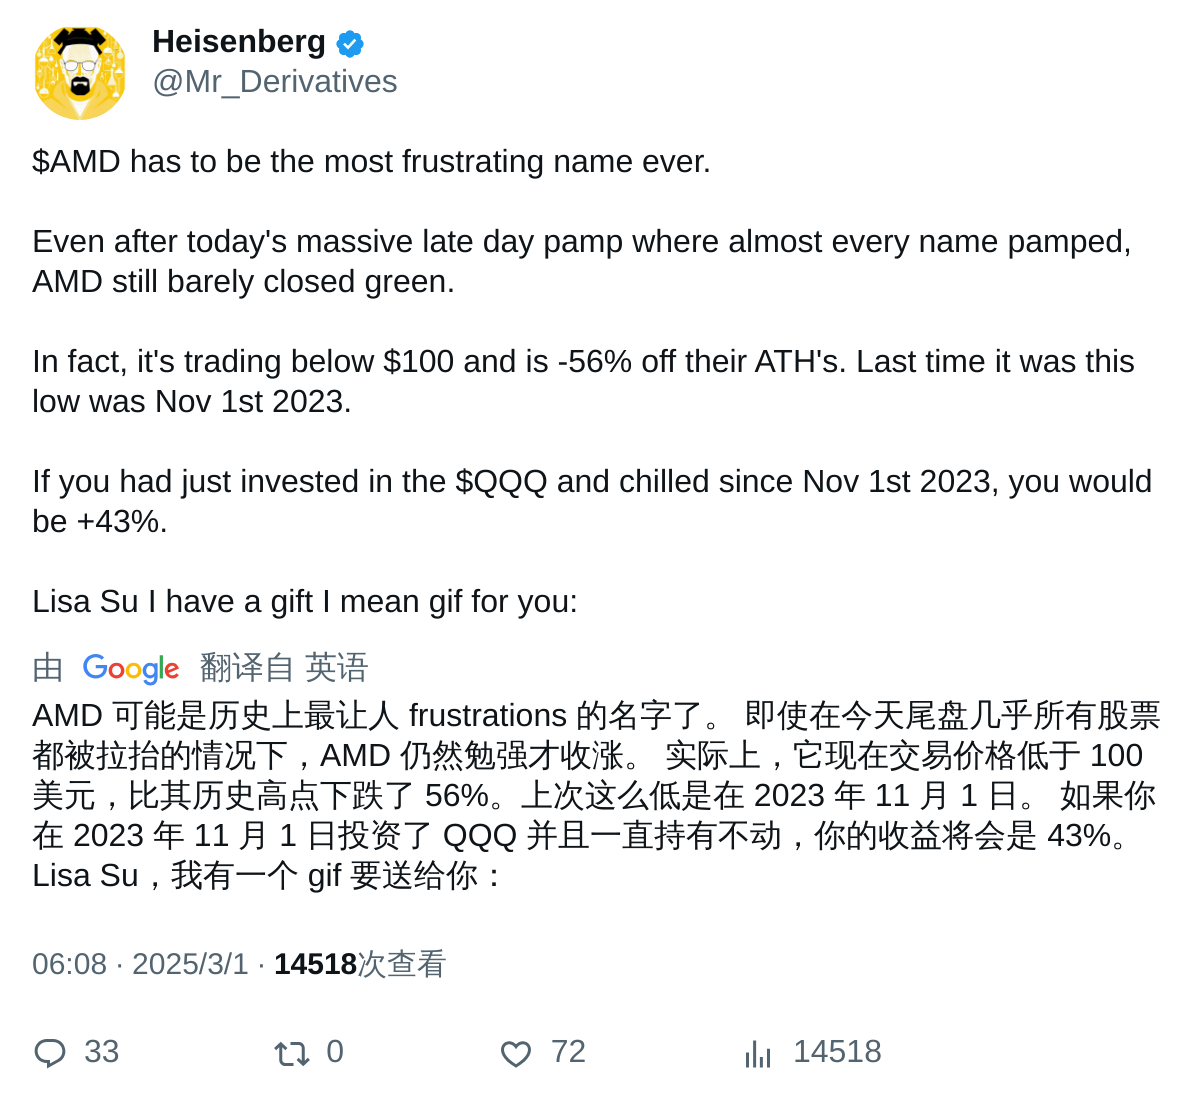 Heisenberg
@Mr_Derivatives
$AMD has to be the most frustrating name ever.
Even after today's massive late day pamp where almost every name pamped,
AMD still barely closed green.
In fact, it's trading below $100 and is -56% off their ATH's. Last time it was this
low was Nov 1st 2023.
If you had just invested in the $QQQ and chilled since Nov 1st 2023, you would
be +43%.
Lisa Su I have a gift I mean gif for you:
由 Google 翻译自 英语
AMD 可能是历史上最让人 frustrations 的名字了。 即使在今天尾盘几乎所有股票
都被拉抬的情况下，AMD 仍然勉强才收涨。 实际上，它现在交易价格低于 100
美元，比其历史高点下跌了 56%。上次这么低是在 2023 年 11 月 1 日。 如果你
在 2023 年 11 月 1 日投资了 QQQ 并且一直持有不动，你的收益将会是 43%。
Lisa Su，我有一个 gif 要送给你：
06:08 · 2025/3/1 · 14518次查看
33 0 72 14518